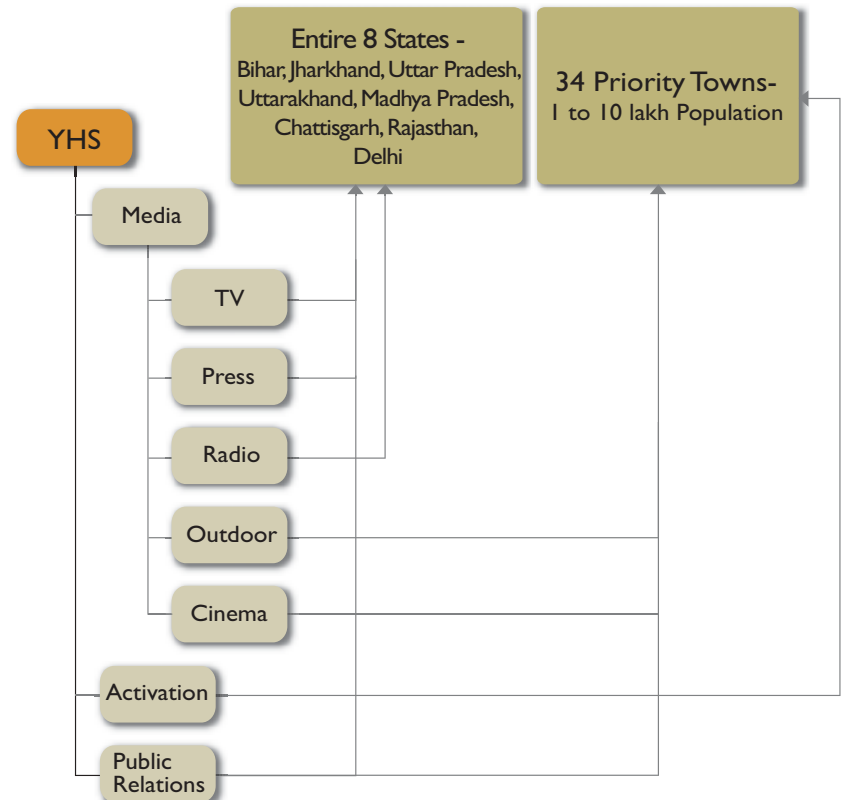 Entire 8 States -
Bihar, Jharkhand, Uttar Pradesh,
Uttarakhand, Madhya Pradesh,
Chattisgarh, Rajasthan,
Delhi
34 Priority Towns-
1 to 10 lakh Population
YHS
Media
TV
Press
Radio
Outdoor
Cinema
Activation
Public
Relations